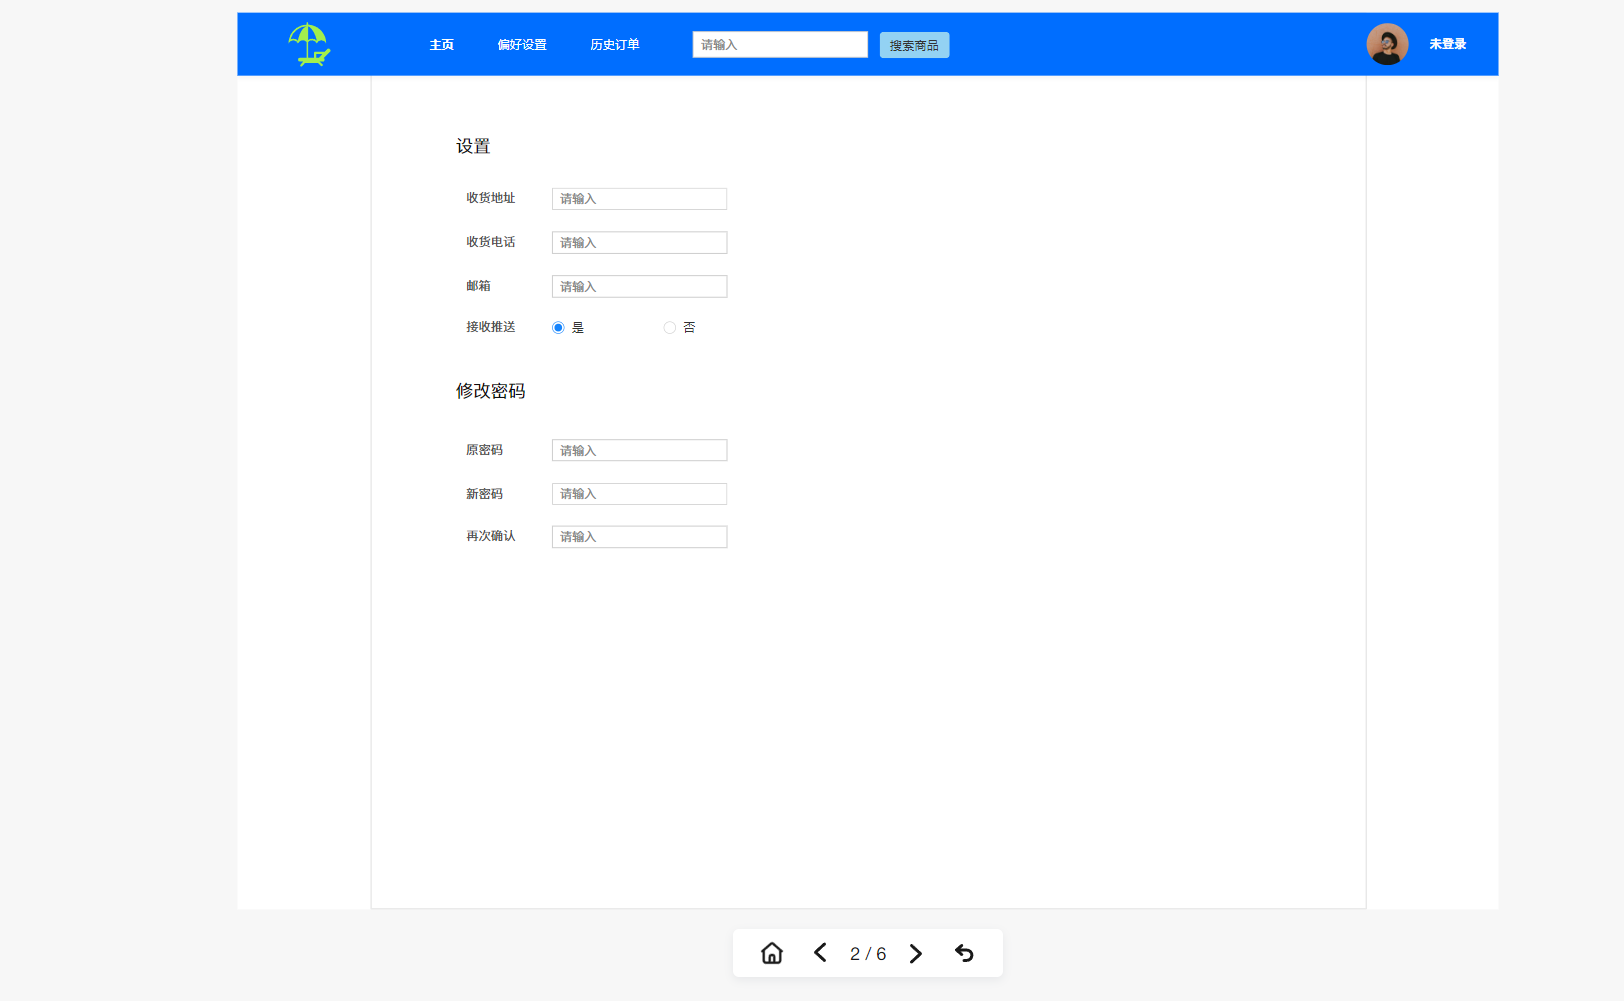 主页 偏好设置 历史订单 请输入 搜索商品 未登录
设置
收货地址 请输入
收货电话 请输入
邮箱 请输入
接收推送 是 否
修改密码
原密码 请输入
新密码 请输入
再次确认 请输入
2 / 6